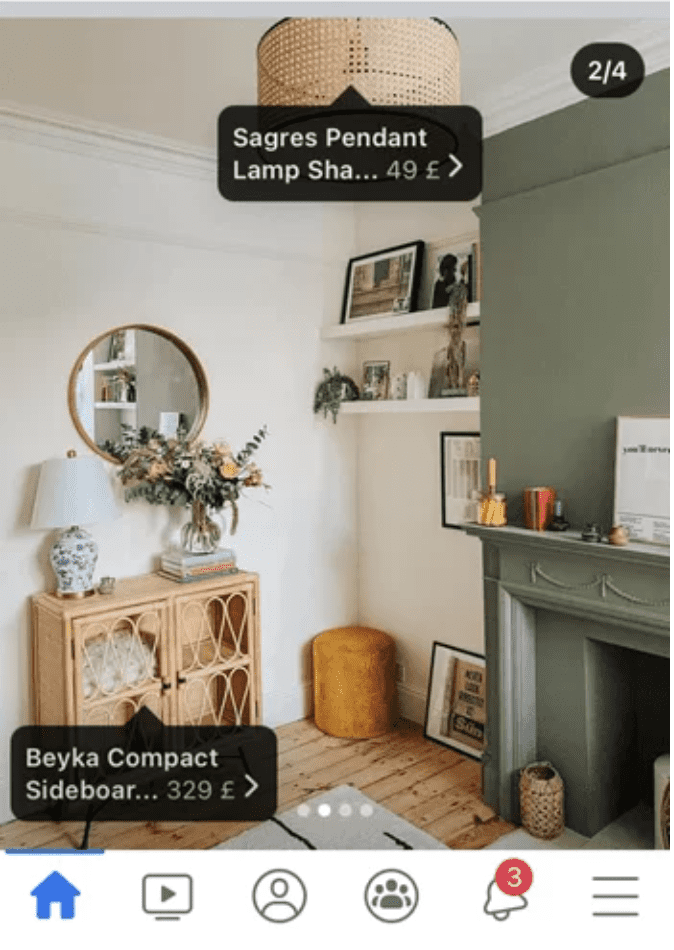 2/4
Sagres Pendant
Lamp Sha... 49 £
Beyka Compact
Sideboar... 329 £
3